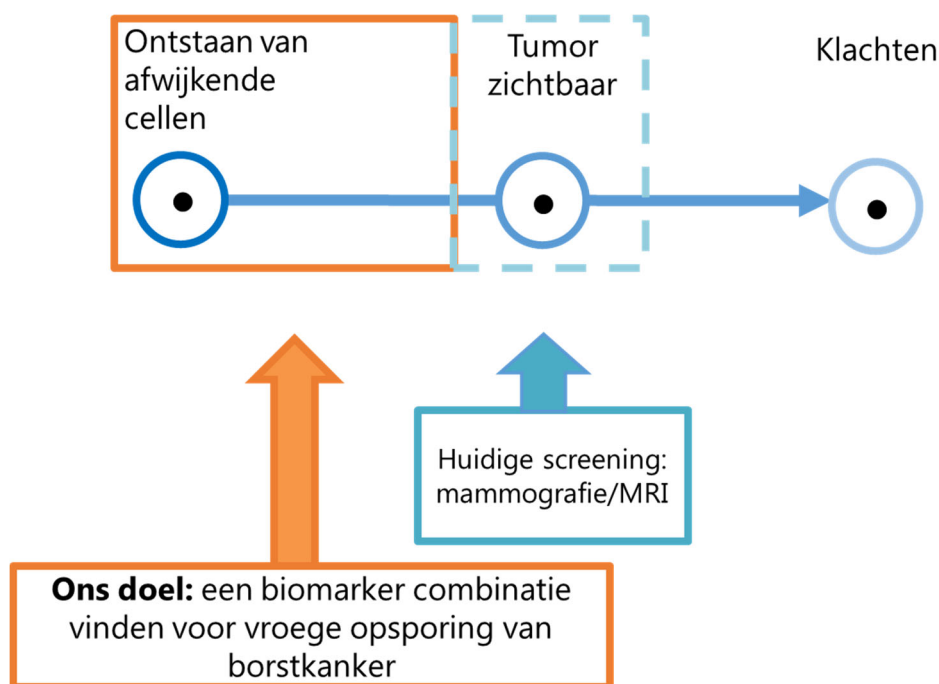 Ontstaan van
afwijkende
cellen
Tumor
zichtbaar
Klachten
Huidige screening:
mammografie/MRI
Ons doel: een biomarker combinatie
vinden voor vroege opsporing van
borstkanker